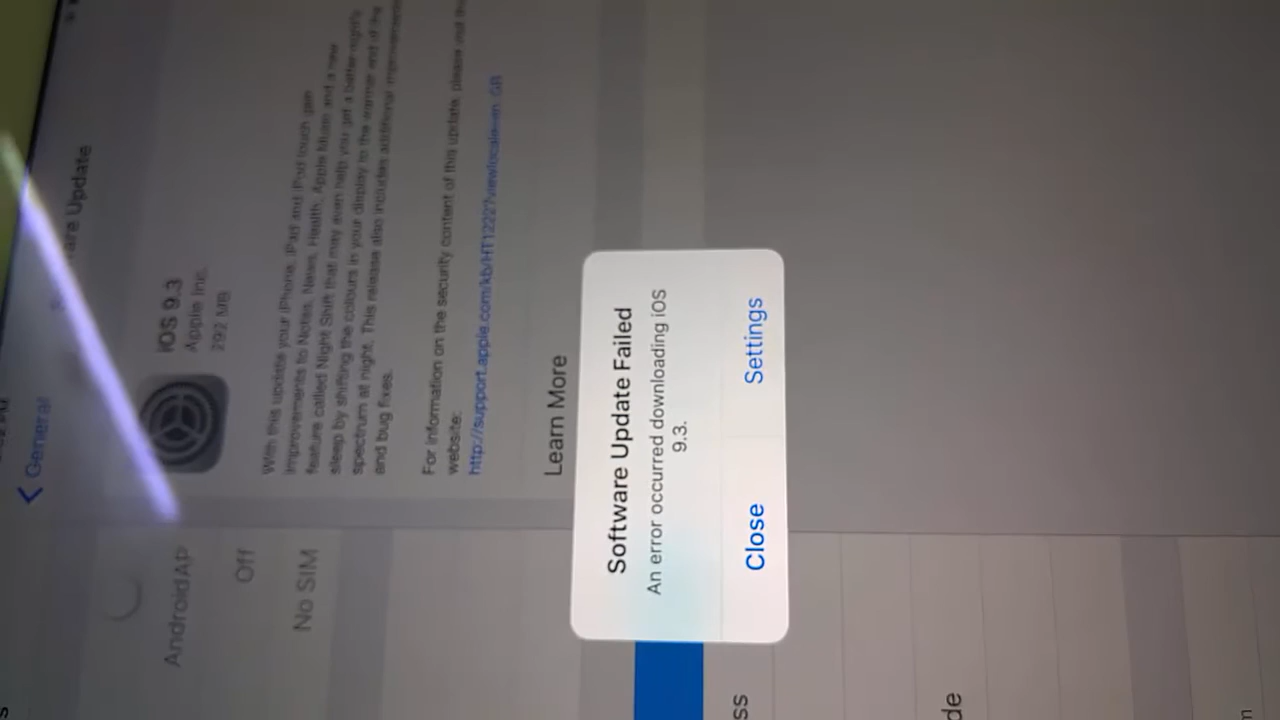 General
are Update
iOS 9.3
Apple Inc.
292 MB
With this update your iPhone, iPad and iPod touch gain
improvements to Notes, News, Health, Apple Music and a new
feature called Night Shift that may even help you get a better night's
sleep by shifting the colours in your display to the warmer end of the
spectrum at night. This release also includes additional improvements
and bug fixes.
For information on the security content of this update, please visit this
website:
http://support.apple.com/kb/HT1222?viewlocale=en_GB
Learn More
AndroidAP
Off
No SIM
Software Update Failed
An error occurred downloading iOS
9.3.
Close
Settings
ss
de